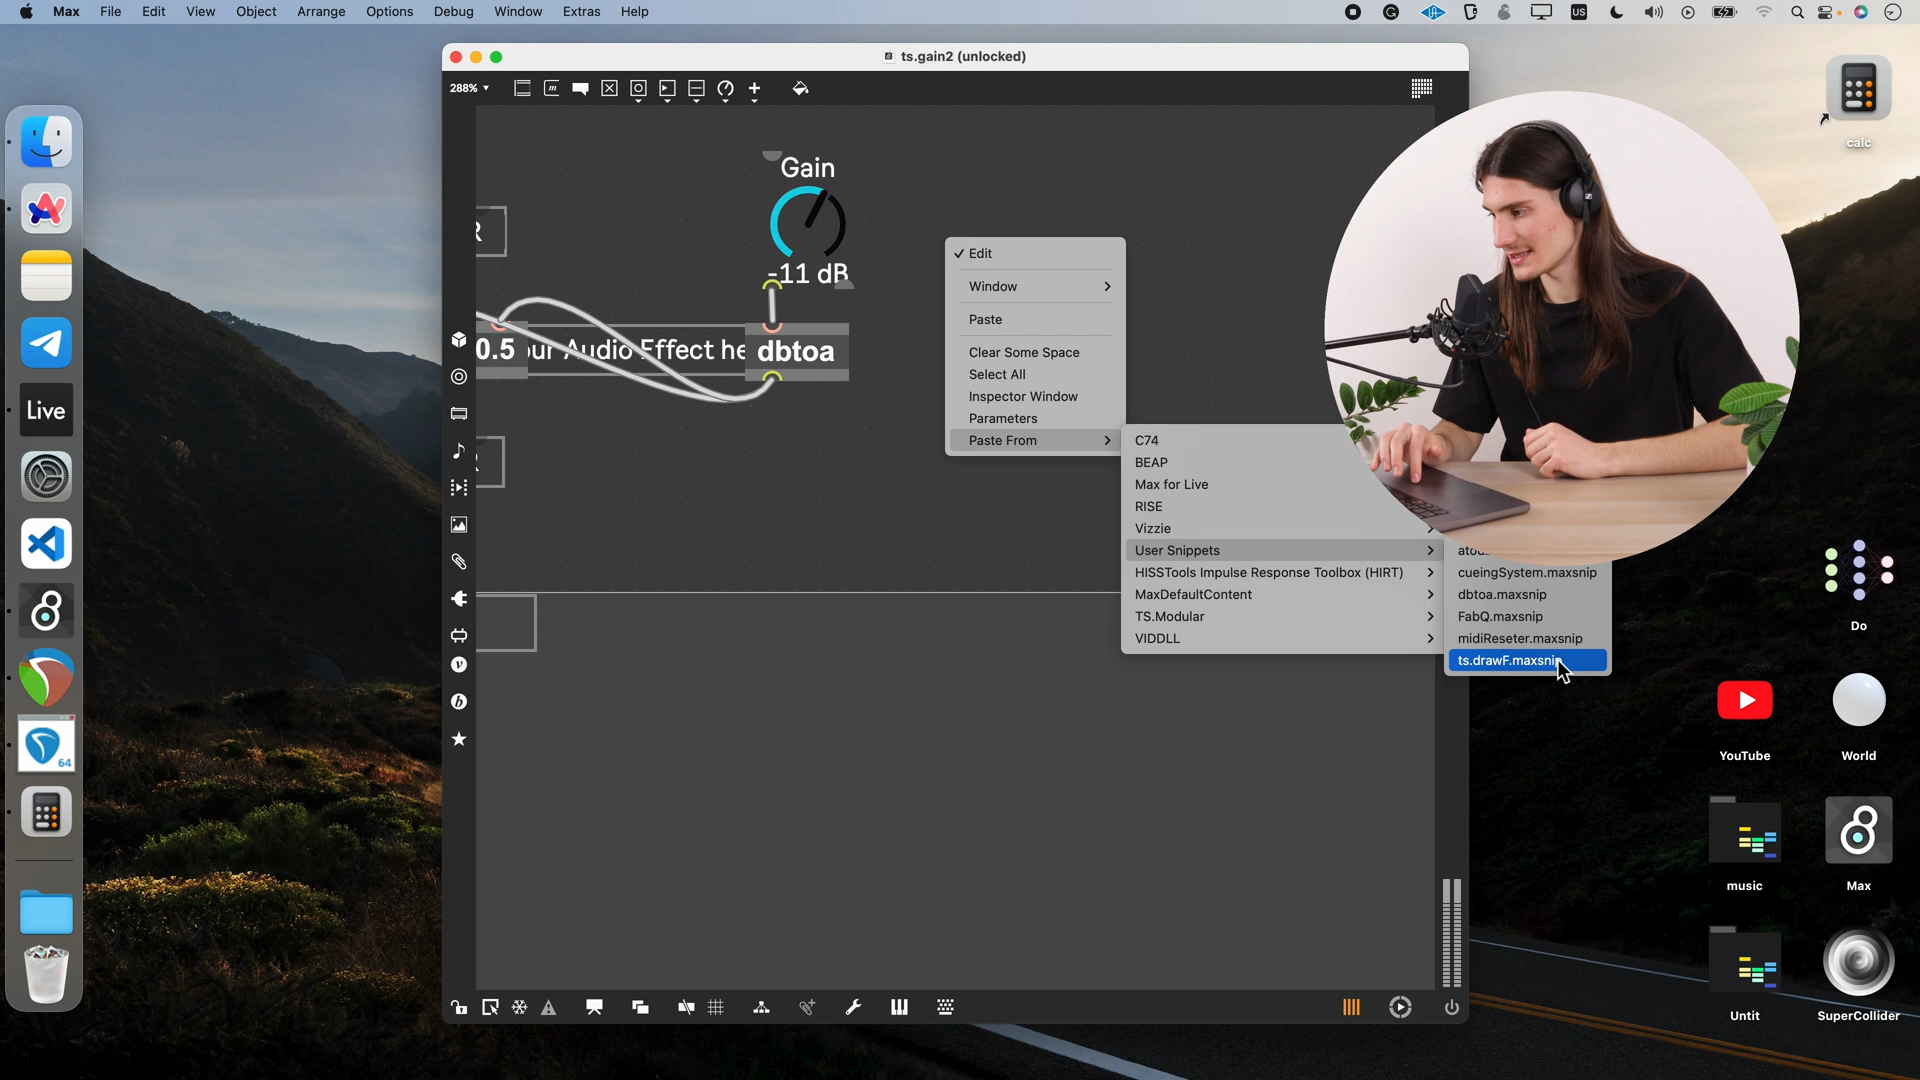 Max File Edit View Object Arrange Options Debug Window Extras Help
US
ts.gain2 (unlocked)
288%
m
Gain
-11 dB
R
0.5
our Audio Effect he
dbtoa
v
b
Edit
Window
Paste
Clear Some Space
Select All
Inspector Window
Parameters
Paste From
C74
BEAP
Max for Live
RISE
Vizzie
User Snippets
HISSTools Impulse Response Toolbox (HIRT)
MaxDefaultContent
TS.Modular
VIDDLL
cueingSystem.maxsnip
dbtoa.maxsnip
FabQ.maxsnip
midiReseter.maxsnip
ts.drawF.maxsnip
Live
64
calc
Do
YouTube
World
music
Max
Untit
SuperCollider